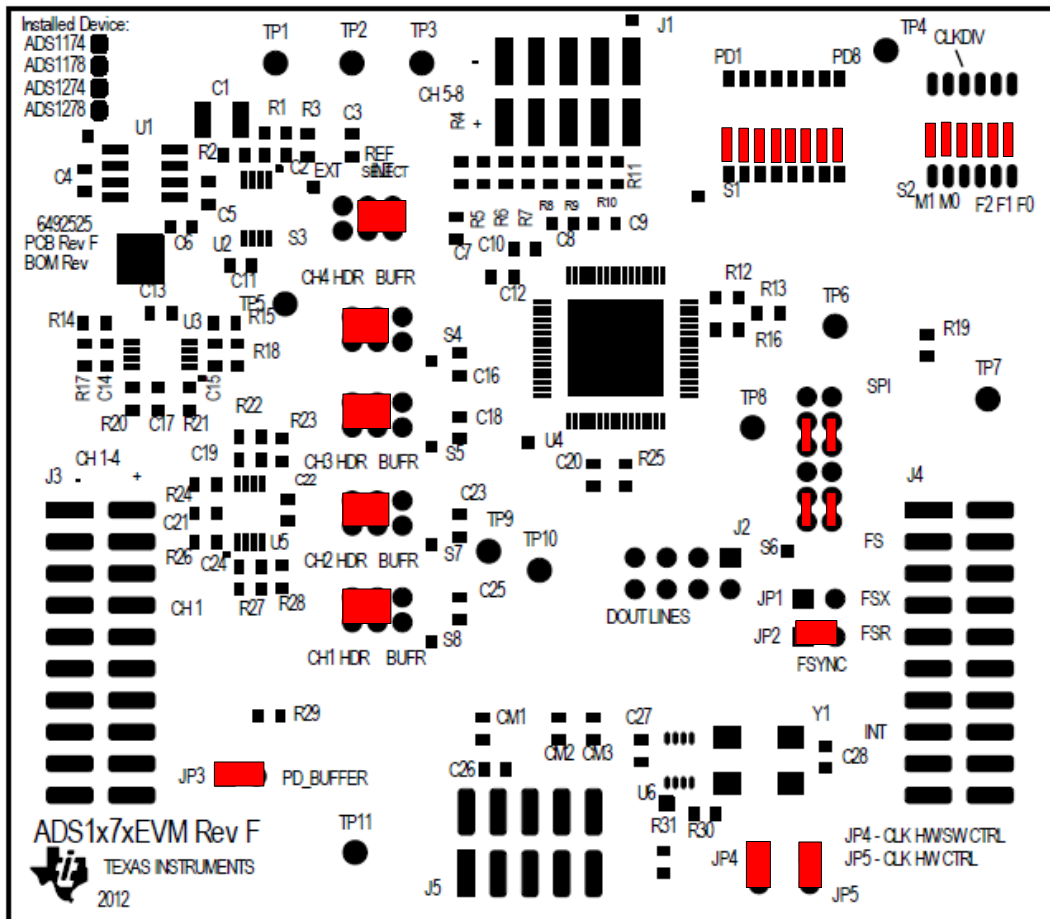 Installed Device:
ADS1174
ADS1178
ADS1274
ADS1278
TP1
TP2
TP3
J1
TP4
CLKDIV
PD1
PD8
CH 5-8
-
+
R4
C1
U1
R1
R3
C3
R2
C2
C4
C5
EXT
REF
SELECT
R11
S1
S2
M1 M0
F2 F1 F0
6492525
PCB Rev F
BOM Rev
C6
U2
S3
C11
R5
R6
R7
R8
R9
R10
C7
C10
C8
C9
C12
CH4 HDR BUFR
TP5
C13
R14
U3
R15
R18
R17
C14
C15
R20
C17
R21
S4
C16
R12
R13
R16
TP6
R19
TP7
SPI
TP8
C18
S5
U4
C20
R25
R22
R23
C19
CH3 HDR BUFR
J3
CH 1-4
- +
R24
C21
R26
C22
C24
U5
R27
R28
C23
S7
TP9
TP10
CH2 HDR BUFR
J2
S6
J4
FS
CH 1
C25
S8
DOUT LINES
JP1
FSX
JP2
FSR
FSYNC
CH1 HDR BUFR
R29
CM1
CM2
CM3
C27
Y1
INT
C28
JP3
PD_BUFFER
C26
U6
R31
R30
ADS1x7xEVM Rev F
TEXAS INSTRUMENTS
2012
TP11
J5
JP4
JP5
JP4 - CLK HW/SW CTRL
JP5 - CLK HW CTRL